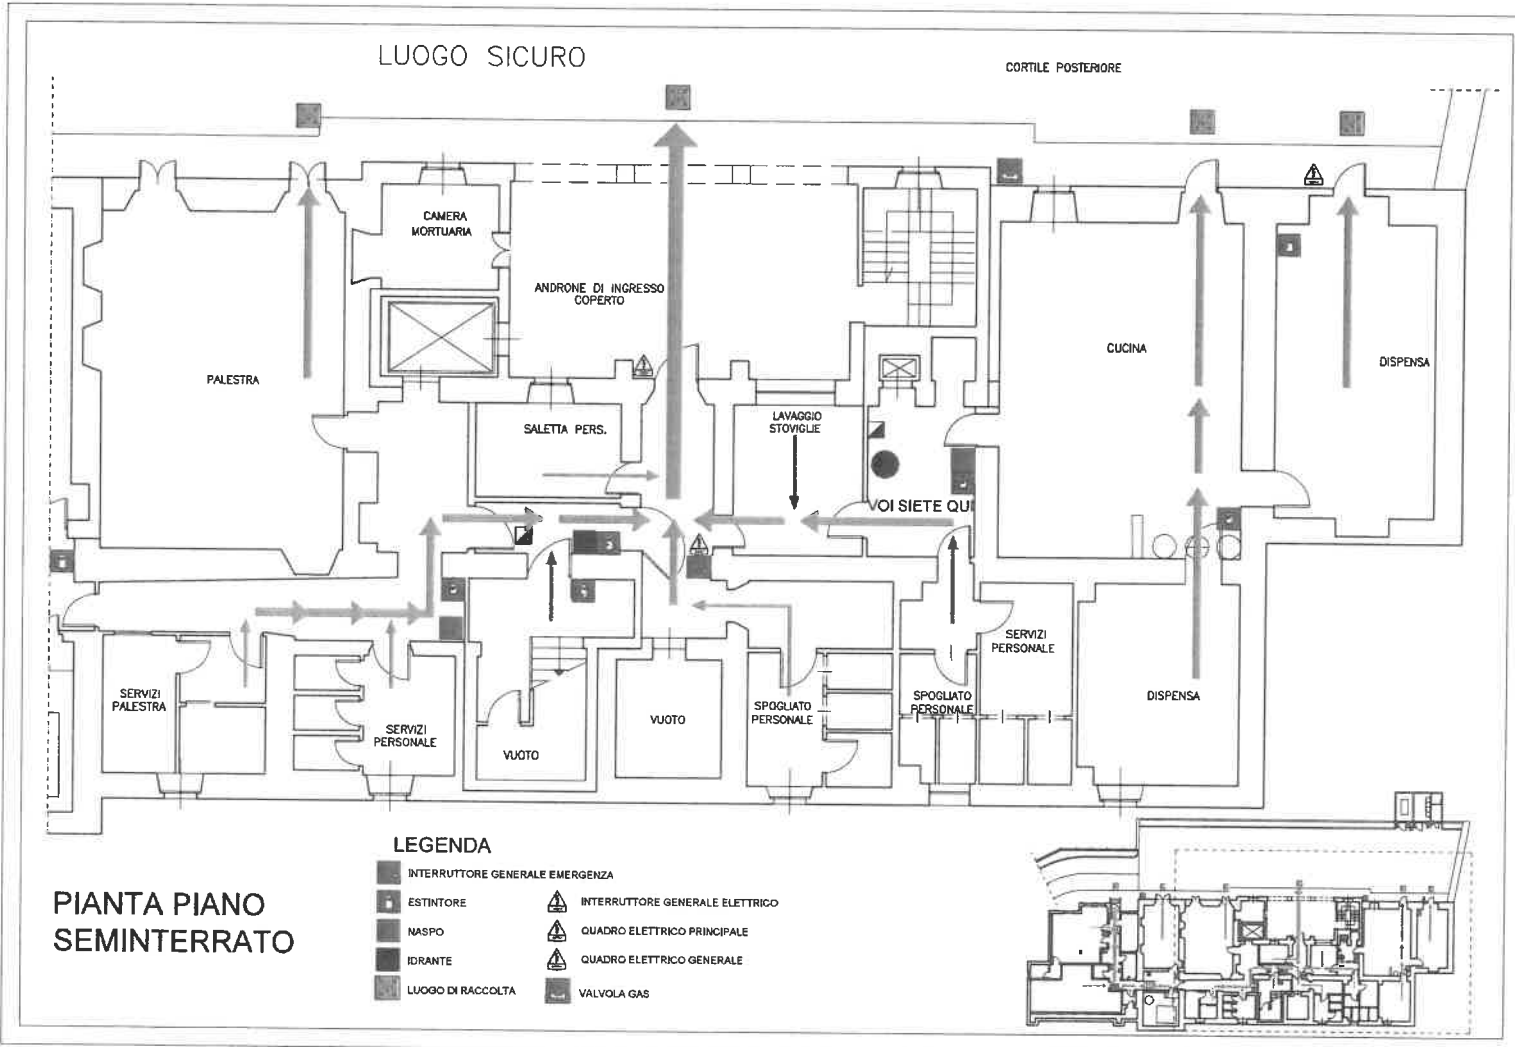 LUOGO SICURO
CORTILE POSTERIORE
CAMERA
MORTUARIA
ANDRONE DI INGRESSO
COPERTO
PALESTRA
CUCINA
DISPENSA
SALETTA PERS.
LAVAGGIO
STOVIGLIE
VOI SIETE QUI
SERVIZI
PALESTRA
SERVIZI
PERSONALE
VUOTO
VUOTO
SPOGLIATO
PERSONALE
SPOGLIATO
PERSONALE
SERVIZI
PERSONALE
DISPENSA
PIANTA PIANO
SEMINTERRATO
LEGENDA
INTERRUTTORE GENERALE EMERGENZA
ESTINTORE
NASPO
IDRANTE
LUOGO DI RACCOLTA
INTERRUTTORE GENERALE ELETTRICO
QUADRO ELETTRICO PRINCIPALE
QUADRO ELETTRICO GENERALE
VALVOLA GAS